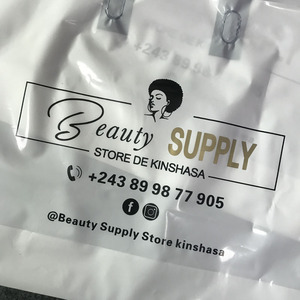 Beauty SUPPLY
STORE DE KINSHASA
+243 89 98 77 905
@Beauty Supply Store kinshasa